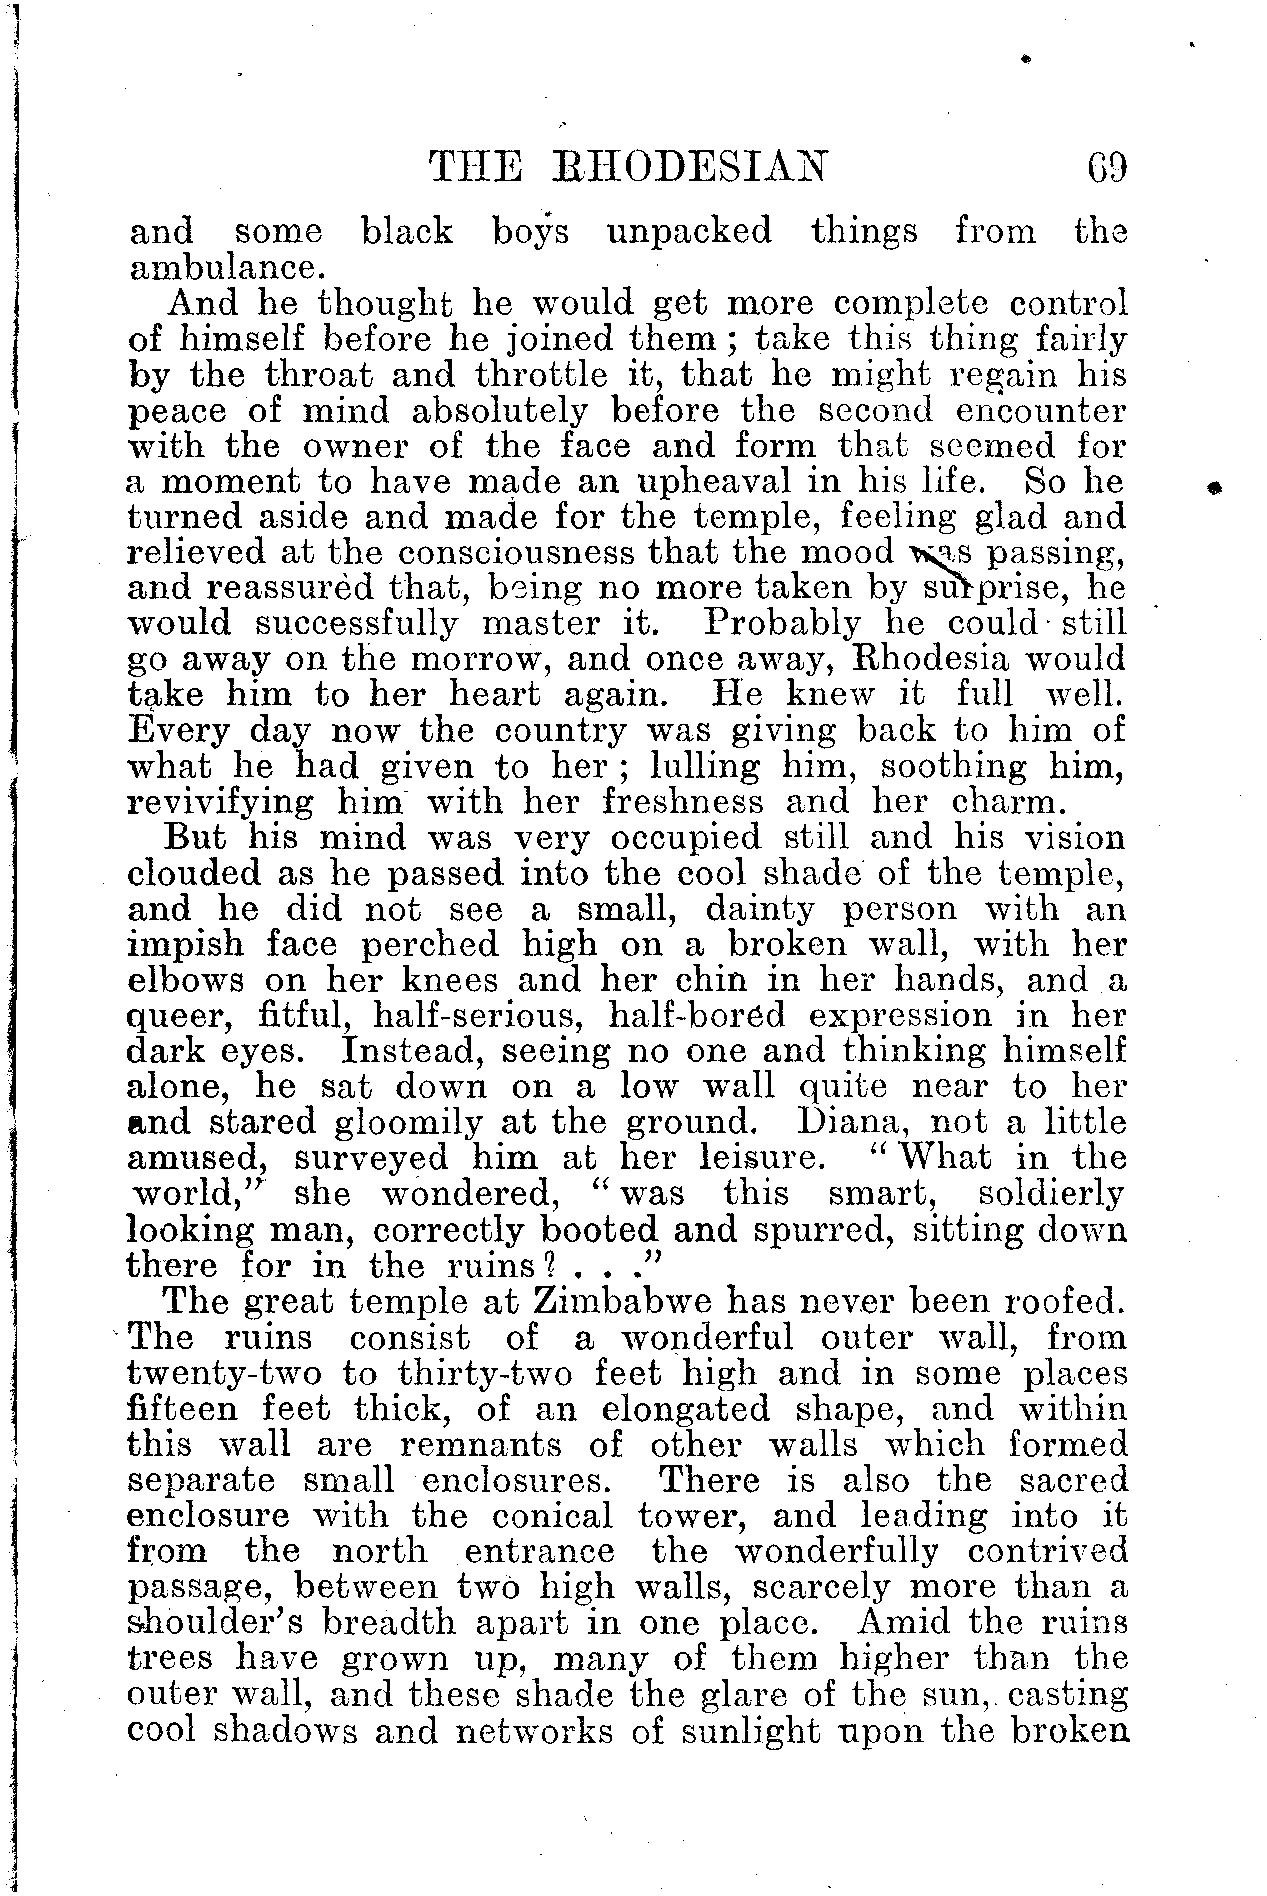 THE RHODESIAN 69
and some black boys unpacked things from the
ambulance.
And he thought he would get more complete control
of himself before he joined them ; take this thing fairly
by the throat and throttle it, that he might regain his
peace of mind absolutely before the second encounter
with the owner of the face and form that seemed for
a moment to have made an upheaval in his life. So he
turned aside and made for the temple, feeling glad and
relieved at the consciousness that the mood was passing,
and reassured that, being no more taken by surprise, he
would successfully master it. Probably he could still
go away on the morrow, and once away, Rhodesia would
take him to her heart again. He knew it full well.
Every day now the country was giving back to him of
what he had given to her ; lulling him, soothing him,
revivifying him with her freshness and her charm.
But his mind was very occupied still and his vision
clouded as he passed into the cool shade of the temple,
and he did not see a small, dainty person with an
impish face perched high on a broken wall, with her
elbows on her knees and her chin in her hands, and a
queer, fitful, half-serious, half-bored expression in her
dark eyes. Instead, seeing no one and thinking himself
alone, he sat down on a low wall quite near to her
and stared gloomily at the ground. Diana, not a little
amused, surveyed him at her leisure. “ What in the
world,” she wondered, “ was this smart, soldierly
looking man, correctly booted and spurred, sitting down
there for in the ruins ? . . .”
The great temple at Zimbabwe has never been roofed.
The ruins consist of a wonderful outer wall, from
twenty-two to thirty-two feet high and in some places
fifteen feet thick, of an elongated shape, and within
this wall are remnants of other walls which formed
separate small enclosures. There is also the sacred
enclosure with the conical tower, and leading into it
from the north entrance the wonderfully contrived
passage, between two high walls, scarcely more than a
shoulder’s breadth apart in one place. Amid the ruins
trees have grown up, many of them higher than the
outer wall, and these shade the glare of the sun, casting
cool shadows and networks of sunlight upon the broken